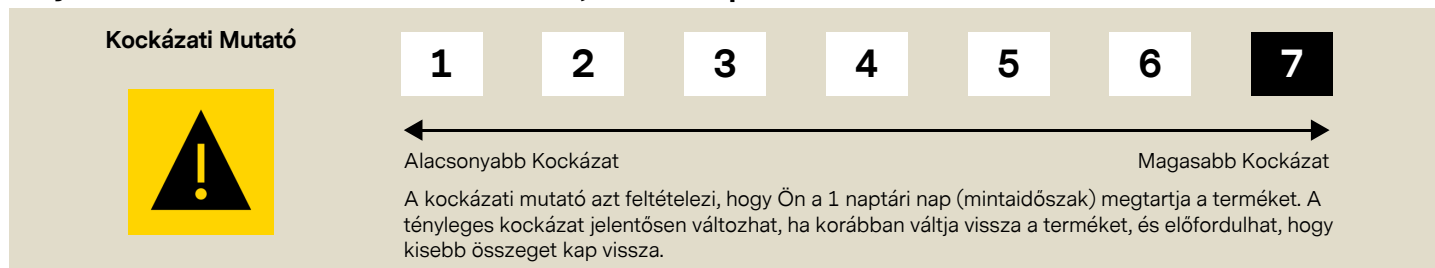 Kockázati Mutató
1 2 3 4 5 6 7
Alacsonyabb Kockázat Magasabb Kockázat
A kockázati mutató azt feltételezi, hogy Ön a 1 naptári nap (mintaidőszak) megtartja a terméket. A
tényleges kockázat jelentősen változhat, ha korábban váltja vissza a terméket, és előfordulhat, hogy
kisebb összeget kap vissza.